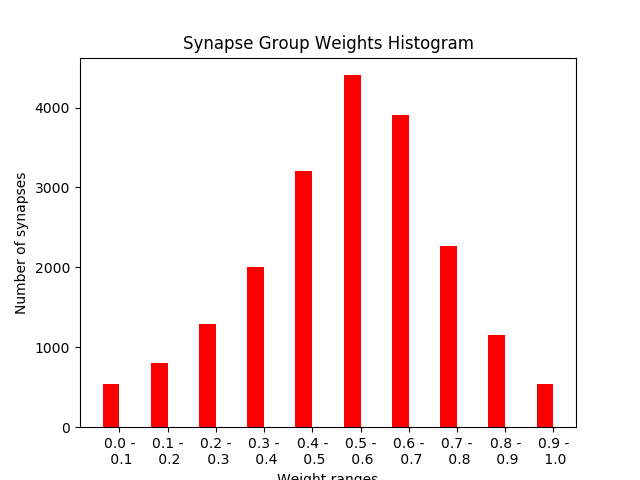 Synapse Group Weights Histogram
Number of synapses
4000
3000
2000
1000
0
0.0 - 0.1 - 0.2 - 0.3 - 0.4 - 0.5 - 0.6 - 0.7 - 0.8 - 0.9 -
0.1 0.2 0.3 0.4 0.5 0.6 0.7 0.8 0.9 1.0
Weight ranges